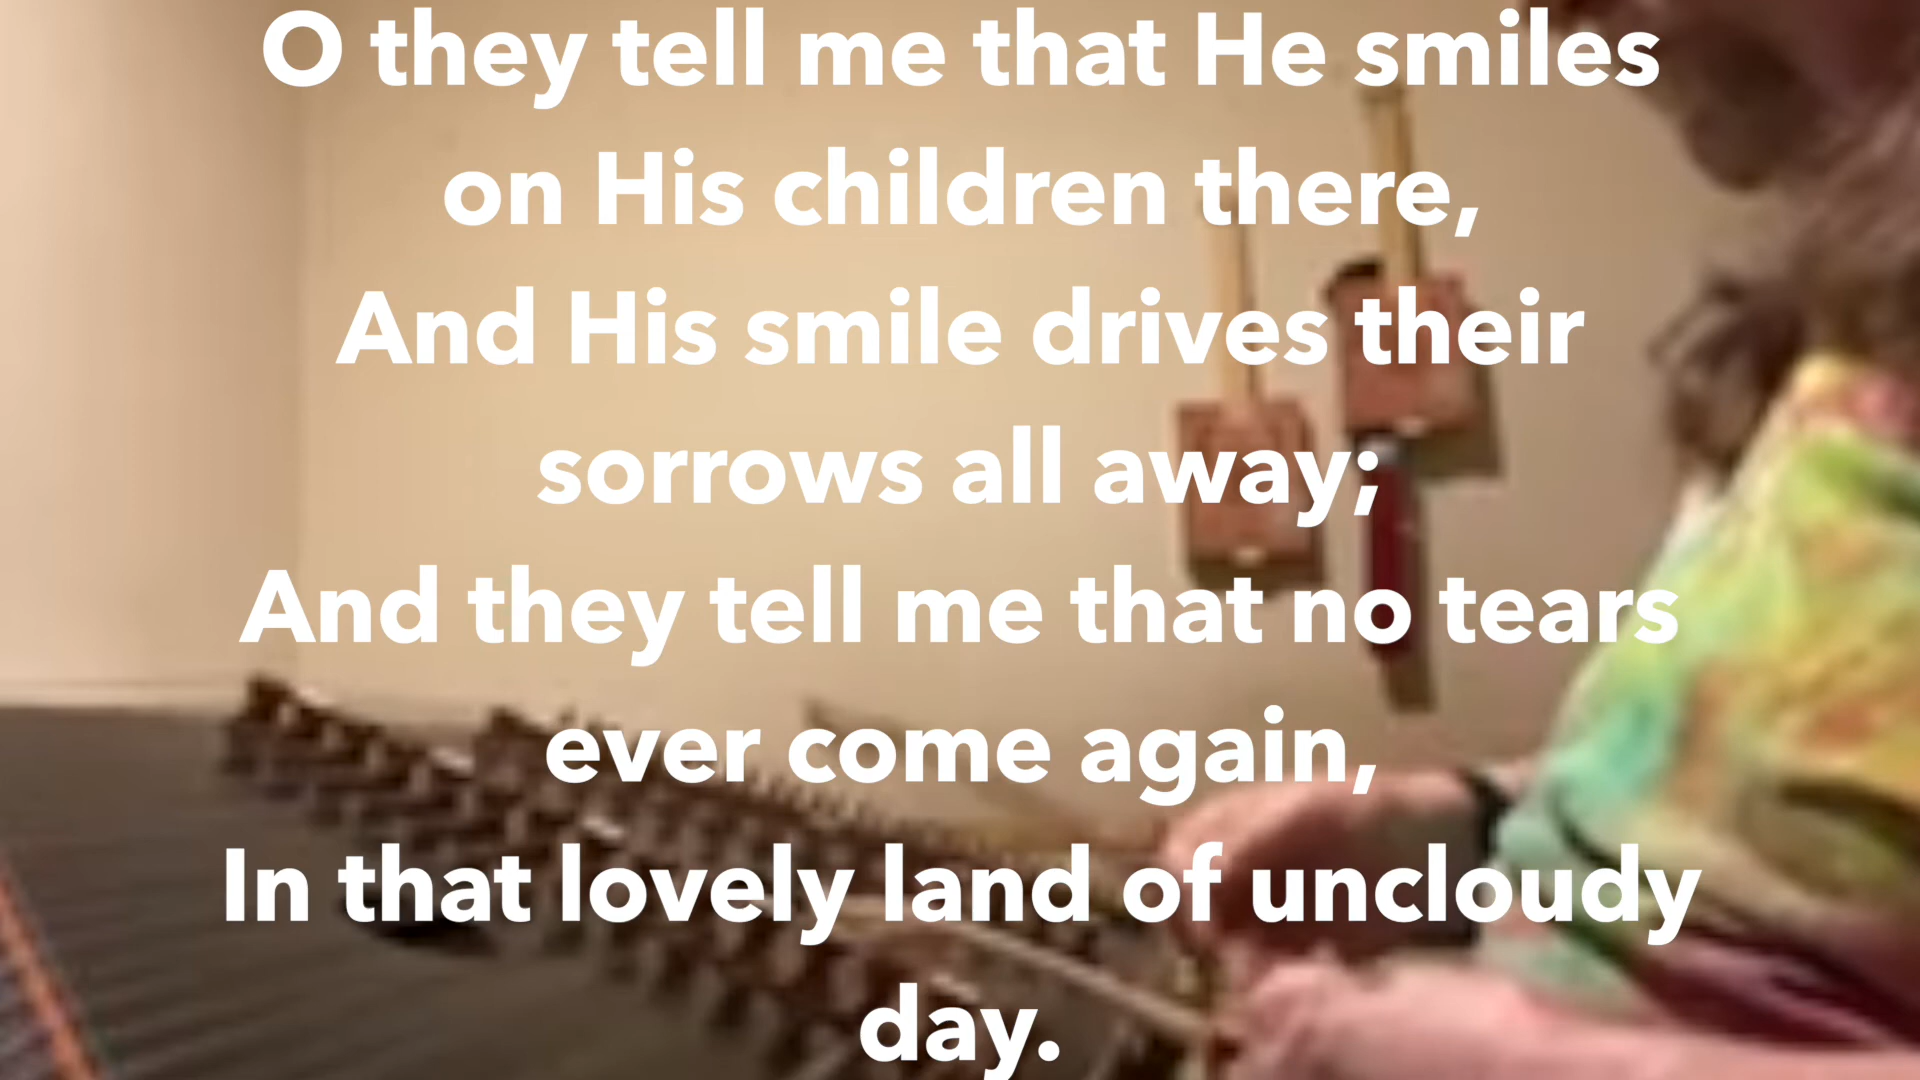 O they tell me that He smiles
on His children there,
And His smile drives their
sorrows all away;
And they tell me that no tears
ever come again,
In that lovely land of uncloudy
day.